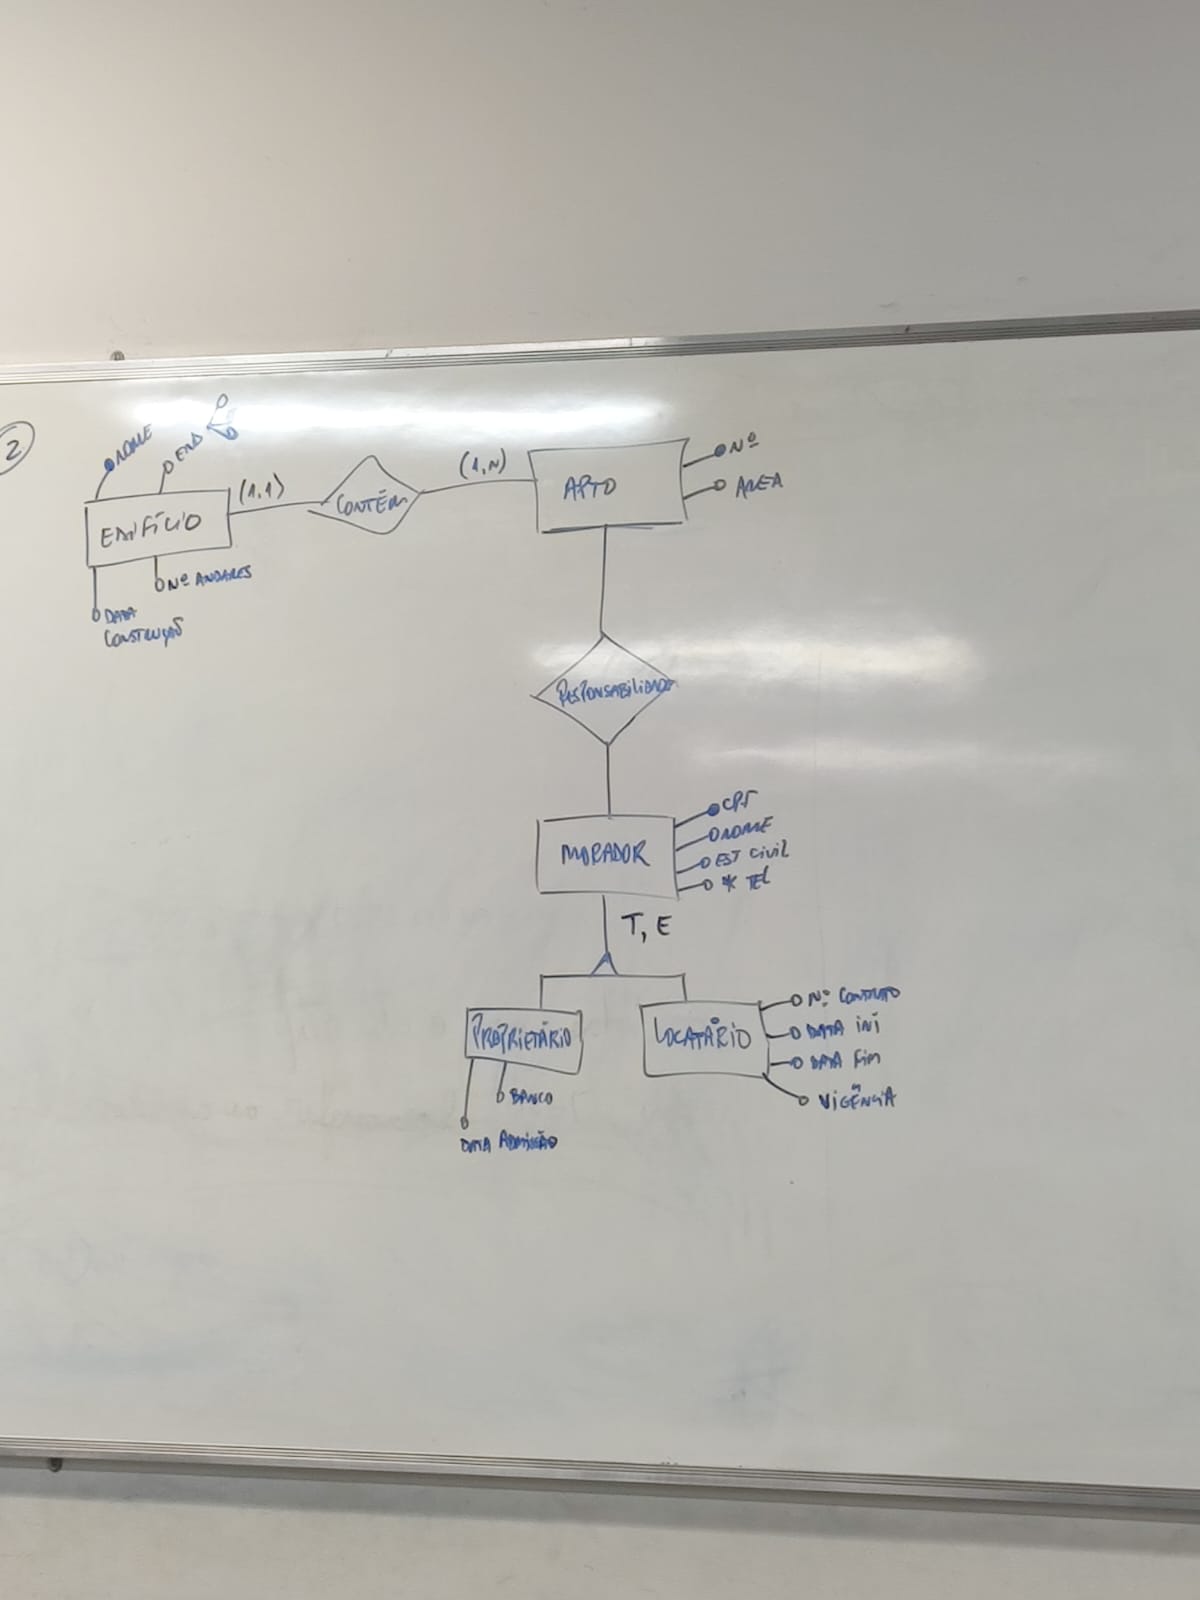 2
NOME
END
EDIFÍCIO
(1,1)
CONTÉM
(1,N)
APTO
Nº
AREA
Nº ANDARES
DATA
CONSTRUÇÃO
RESPONSABILIDADE
MORADOR
CPF
NOME
EST CIVIL
* TEL
T, E
PROPRIETÁRIO
BANCO
DATA ADMISSÃO
LOCATÁRIO
Nº CONTRATO
DATA INI
DATA FIM
VIGÊNCIA